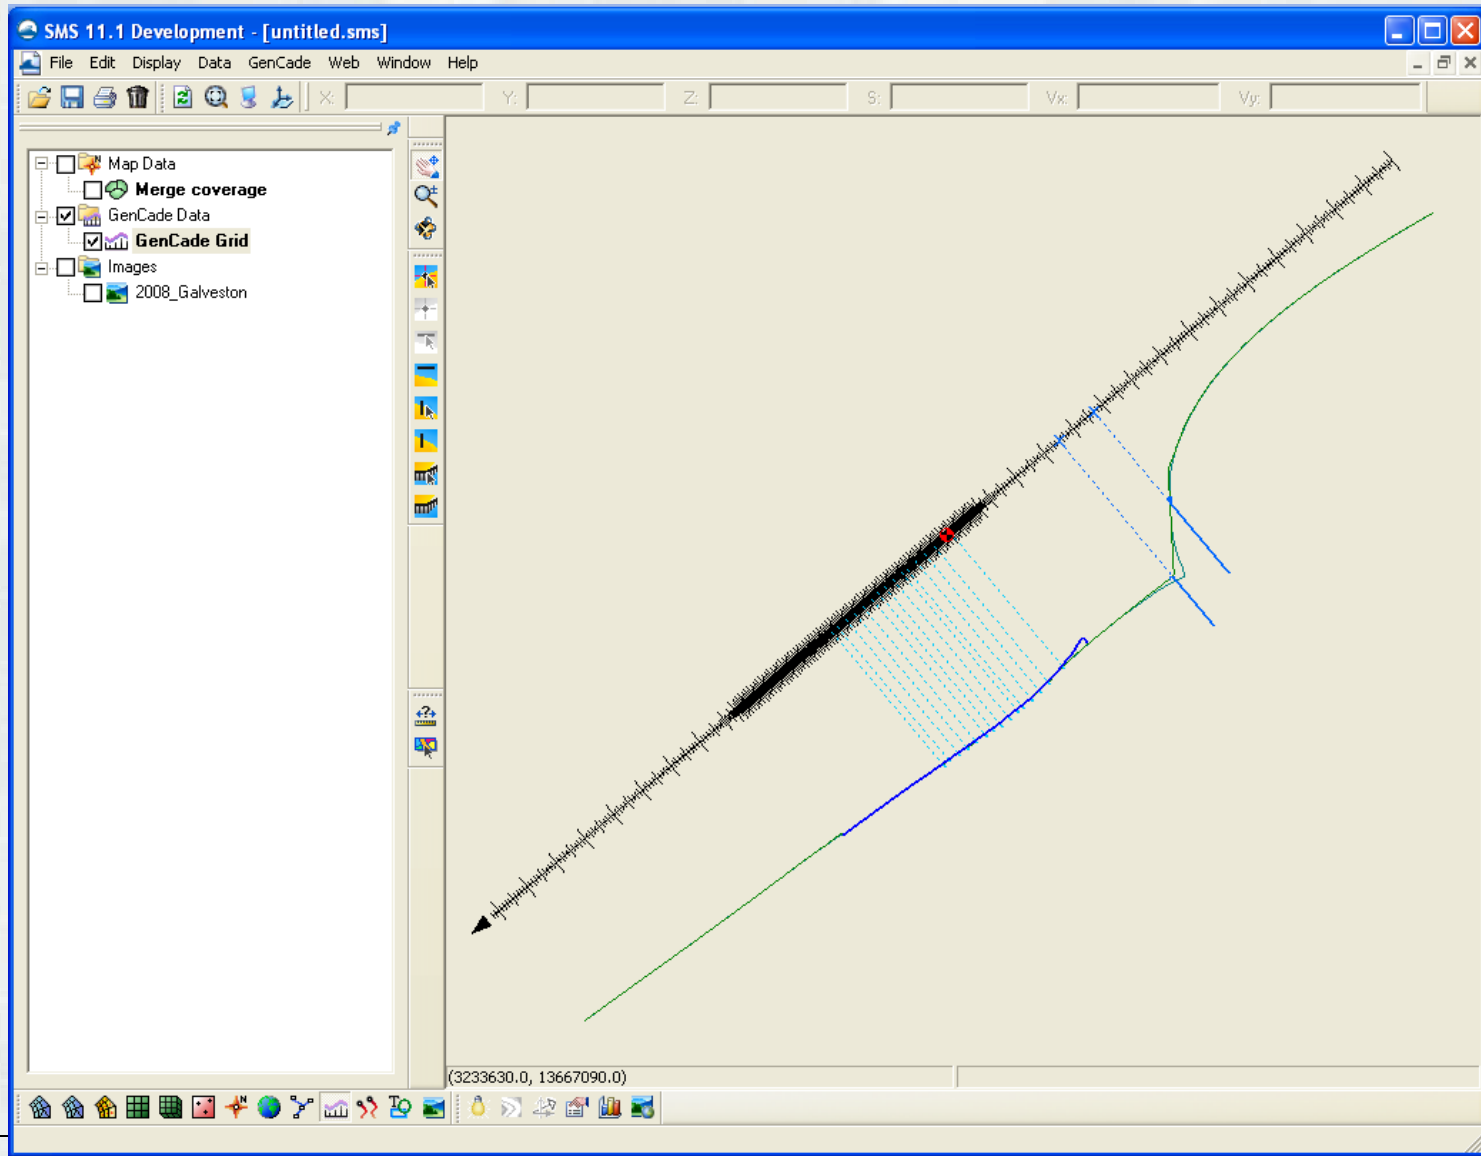 SMS 11.1 Development - [untitled.sms]
File Edit Display Data GenCade Web Window Help
X: Y: Z: S: Vx: Vy:
Map Data
Merge coverage
GenCade Data
GenCade Grid
Images
2008_Galveston
(3233630.0, 13667090.0)